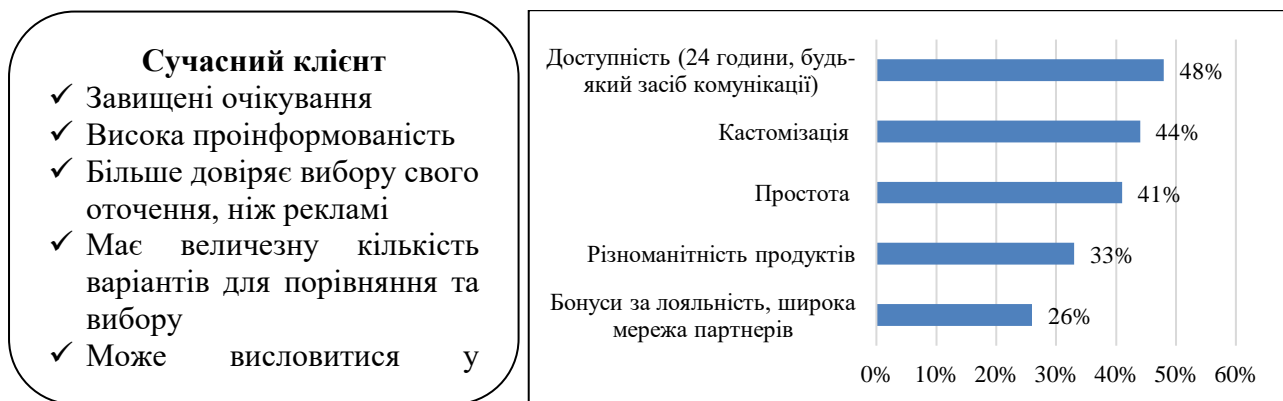 Сучасний клієнт
✓ Завищені очікування
✓ Висока проінформованість
✓ Більше довіряє вибору свого
оточення, ніж рекламі
✓ Має величезну кількість
варіантів для порівняння та
вибору
✓ Може висловитися у
Доступність (24 години, будь-
який засіб комунікації)
48%
Кастомізація
44%
Простота
41%
Різноманітність продуктів
33%
Бонуси за лояльність, широка
мережа партнерів
26%
0% 10% 20% 30% 40% 50% 60%